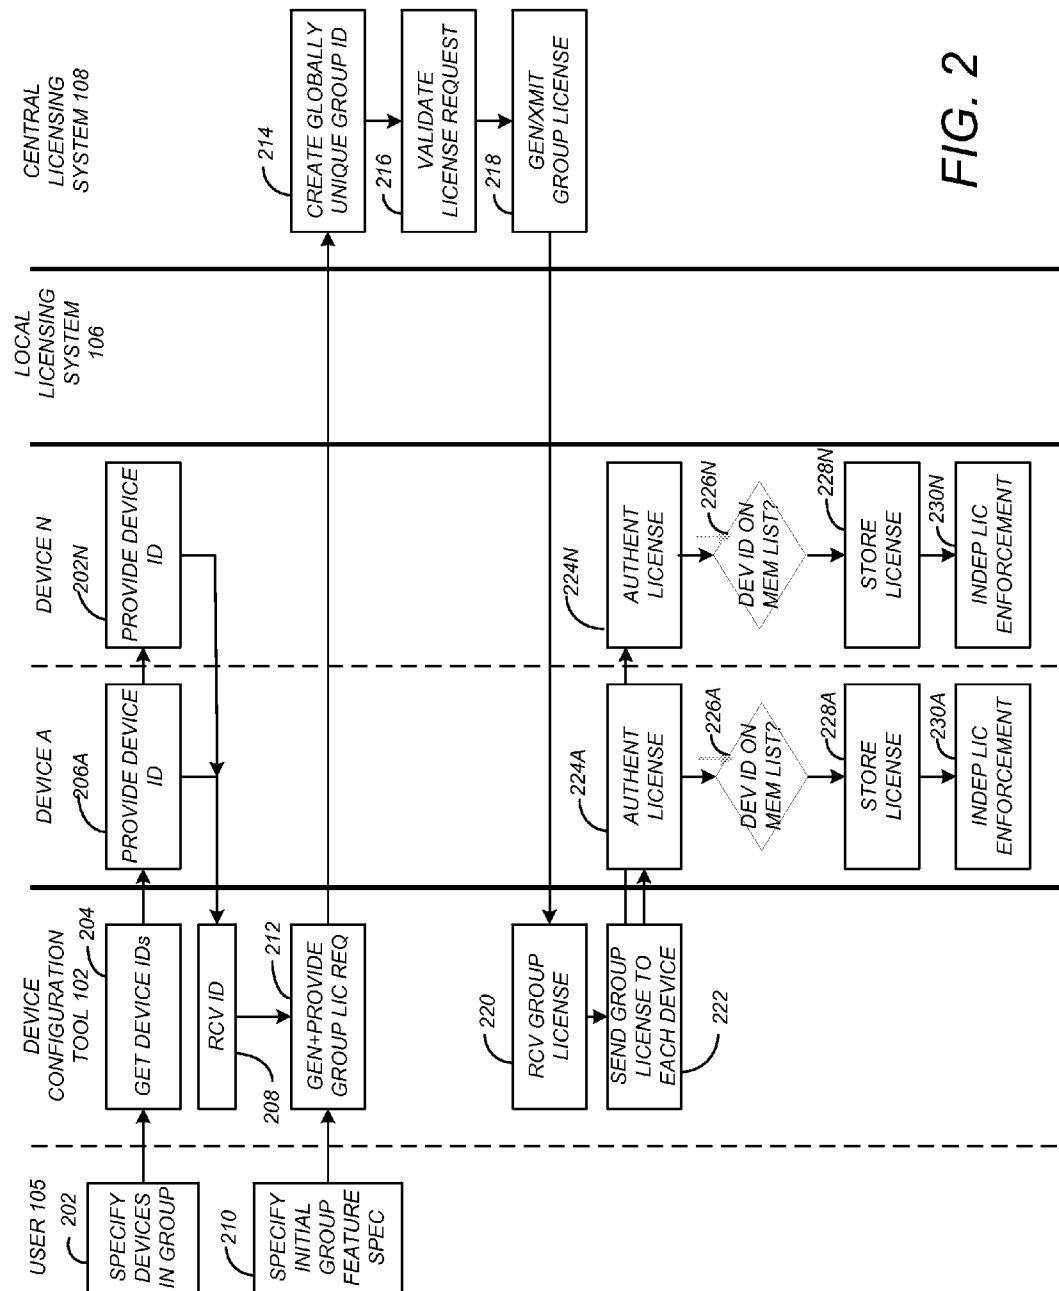 USER 105
202
SPECIFY
DEVICES
IN GROUP
210
SPECIFY
INITIAL
GROUP
FEATURE
SPEC
DEVICE
CONFIGURATION
TOOL 102
204
GET DEVICE IDs
RCV ID
208
212
GEN+PROVIDE
GROUP LIC REQ
220
RCV GROUP
LICENSE
SEND GROUP
LICENSE TO
EACH DEVICE
222
DEVICE A
206A
PROVIDE DEVICE
ID
224A
AUTHENT
LICENSE
226A
DEV ID ON
MEM LIST?
228A
STORE
LICENSE
230A
INDEP LIC
ENFORCEMENT
DEVICE N
202N
PROVIDE DEVICE
ID
224N
AUTHENT
LICENSE
226N
DEV ID ON
MEM LIST?
228N
STORE
LICENSE
230N
INDEP LIC
ENFORCEMENT
LOCAL
LICENSING
SYSTEM
106
CENTRAL
LICENSING
SYSTEM 108
214
CREATE GLOBALLY
UNIQUE GROUP ID
216
VALIDATE
LICENSE REQUEST
218
GEN/XMIT
GROUP LICENSE
FIG. 2